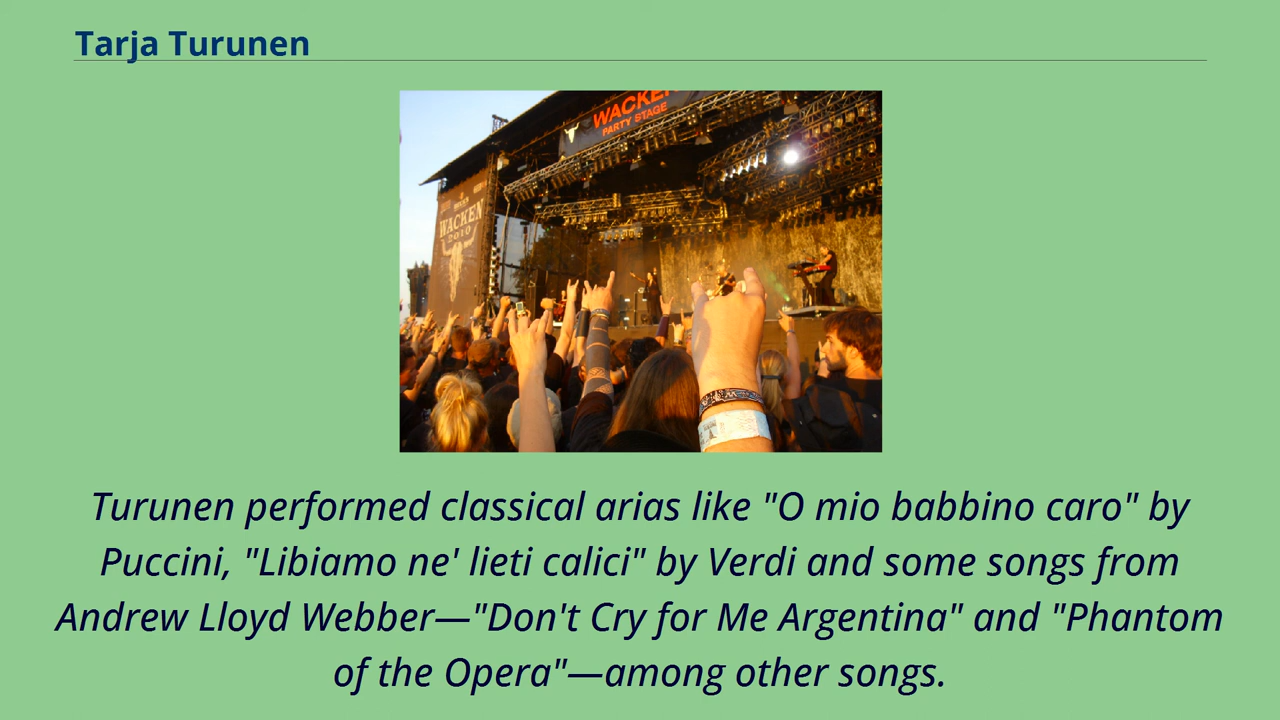 Tarja Turunen
WACKEN
PARTY STAGE
WACKEN
2010
Turunen performed classical arias like "O mio babbino caro" by
Puccini, "Libiamo ne' lieti calici" by Verdi and some songs from
Andrew Lloyd Webber—"Don't Cry for Me Argentina" and "Phantom
of the Opera"—among other songs.